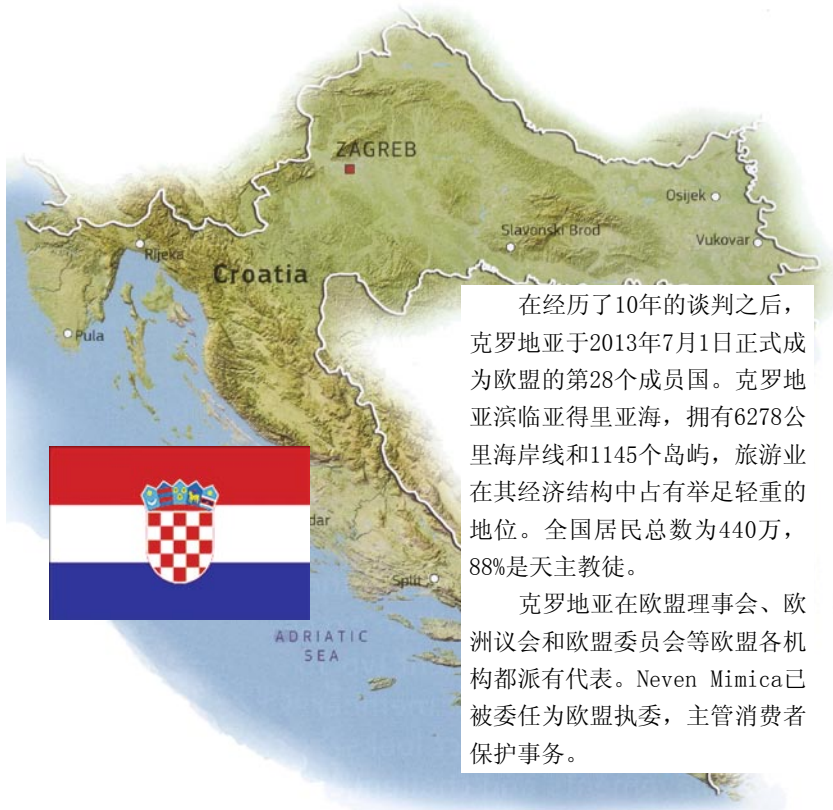 ZAGREB
Osijek
Slavonski Brod
Vukovar
Rijeka
Croatia
Pula
在经历了10年的谈判之后，
克罗地亚于2013年7月1日正式成
为欧盟的第28个成员国。克罗地
亚滨临亚得里亚海，拥有6278公
里海岸线和1145个岛屿，旅游业
在其经济结构中占有举足轻重的
地位。全国居民总数为440万，
88%是天主教徒。
克罗地亚在欧盟理事会、欧
洲议会和欧盟委员会等欧盟各机
构都派有代表。Neven Mimica已
被委任为欧盟执委，主管消费者
保护事务。
dar
Split
ADRIATIC
SEA